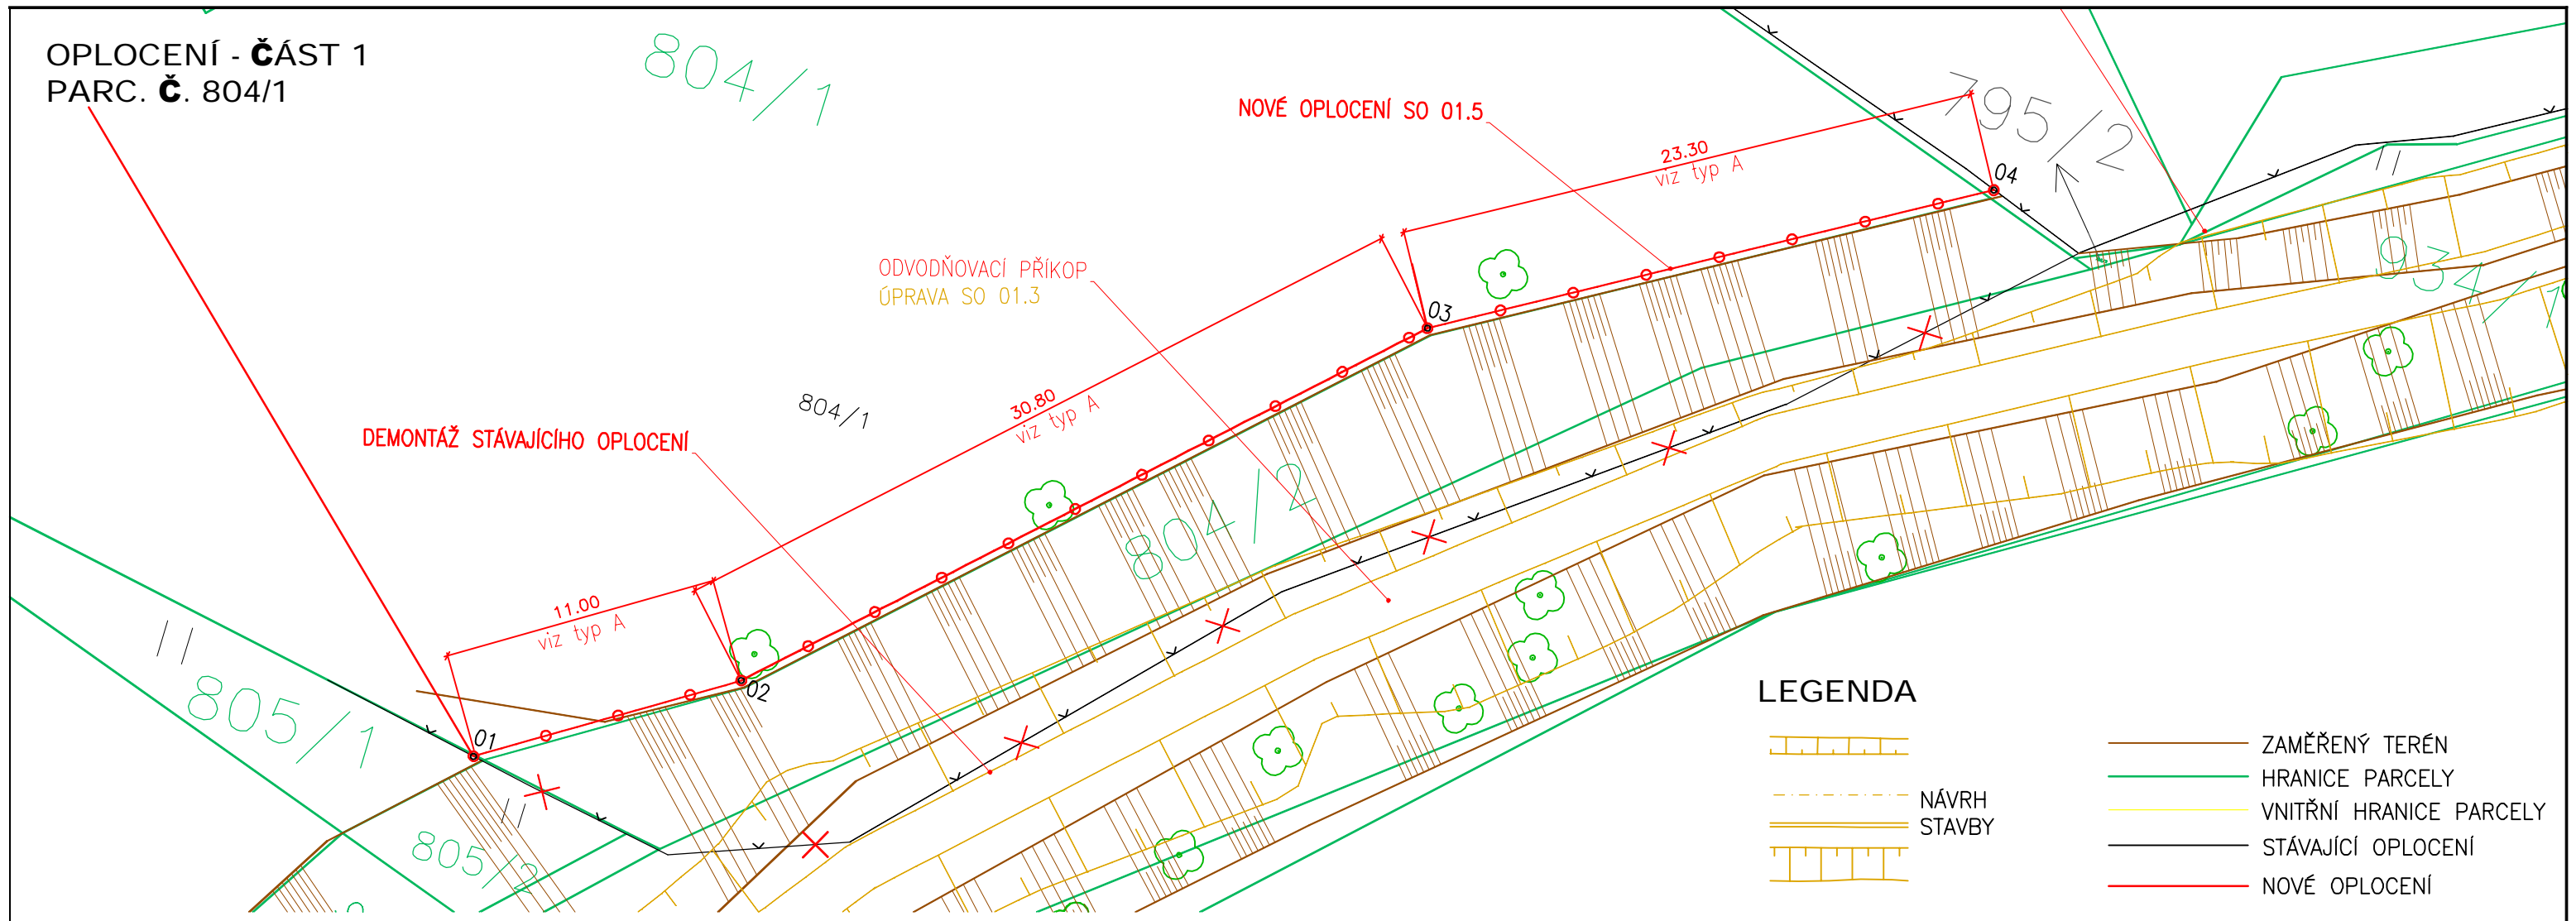 OPLOCENÍ - ČÁST 1
PARC. Č. 804/1
804/1
NOVÉ OPLOCENÍ SO 01.5
795/2
23.30
viz typ A
04
ODVODŇOVACÍ PŘÍKOP
ÚPRAVA SO 01.3
934/1
03
30.80
viz typ A
804/1
DEMONTÁŽ STÁVAJÍCÍHO OPLOCENÍ
804/2
11.00
viz typ A
02
01
805/1
805/2
LEGENDA
NÁVRH
STAVBY
ZAMĚŘENÝ TERÉN
HRANICE PARCELY
VNITŘNÍ HRANICE PARCELY
STÁVAJÍCÍ OPLOCENÍ
NOVÉ OPLOCENÍ